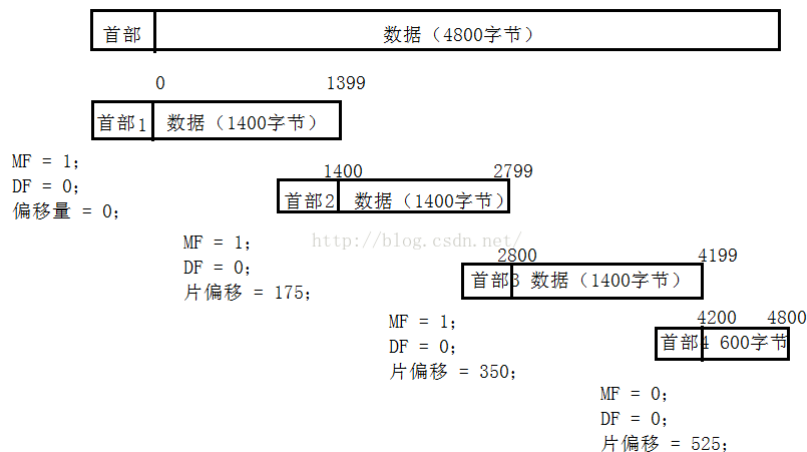 首部 数据（4800字节）
0 1399
首部1 数据（1400字节）
MF = 1；
DF = 0；
偏移量 = 0；
1400 2799
首部2 数据（1400字节）
MF = 1；
DF = 0；
片偏移 = 175；
http://blog.csdn.net/
2800 4199
首部3 数据（1400字节）
MF = 1；
DF = 0；
片偏移 = 350；
4200 4800
首部4 600字节
MF = 0；
DF = 0；
片偏移 = 525；